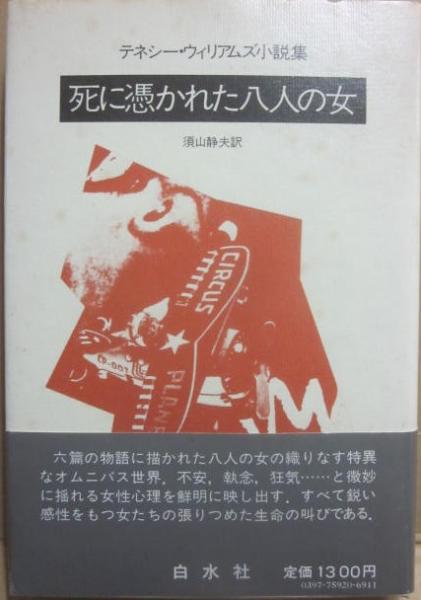 テネシー・ウィリアムズ小説集
死に憑かれた八人の女
須山静夫訳
CIRCUS
PLANE
CP-007
M
六篇の物語に描かれた八人の女の織りなす特異
なオムニバス世界．不安，執念，狂気……と微妙
に揺れる女性心理を鮮明に映し出す．すべて鋭い
感性をもつ女たちの張りつめた生命の叫びである．
白水社
定価 1300円
0397-75920-6911